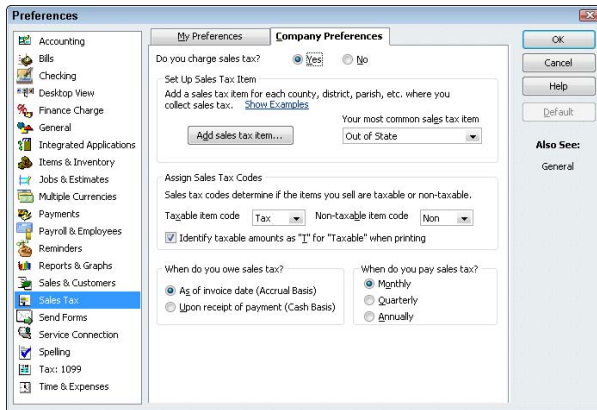 Preferences
Accounting
Bills
Checking
Desktop View
Finance Charge
General
Integrated Applications
Items & Inventory
Jobs & Estimates
Multiple Currencies
Payments
Payroll & Employees
Reminders
Reports & Graphs
Sales & Customers
Sales Tax
Send Forms
Service Connection
Spelling
Tax: 1099
Time & Expenses
My Preferences
Company Preferences
Do you charge sales tax? Yes No
Set Up Sales Tax Item
Add a sales tax item for each county, district, parish, etc. where you
collect sales tax. Show Examples
Your most common sales tax item
Add sales tax item... Out of State
Assign Sales Tax Codes
Sales tax codes determine if the items you sell are taxable or non-taxable.
Taxable item code Tax Non-taxable item code Non
Identify taxable amounts as "T" for "Taxable" when printing
When do you owe sales tax?
As of invoice date (Accrual Basis)
Upon receipt of payment (Cash Basis)
When do you pay sales tax?
Monthly
Quarterly
Annually
OK
Cancel
Help
Default
Also See:
General